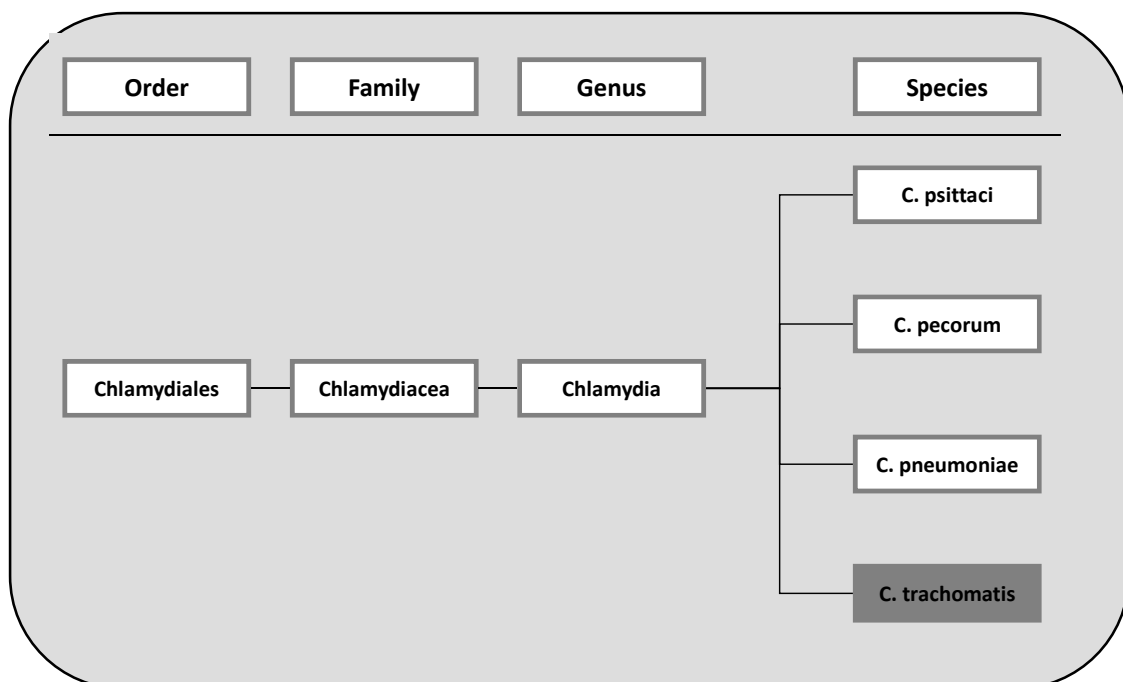 Order Family Genus Species
C. psittaci
C. pecorum
Chlamydiales Chlamydiacea Chlamydia
C. pneumoniae
C. trachomatis